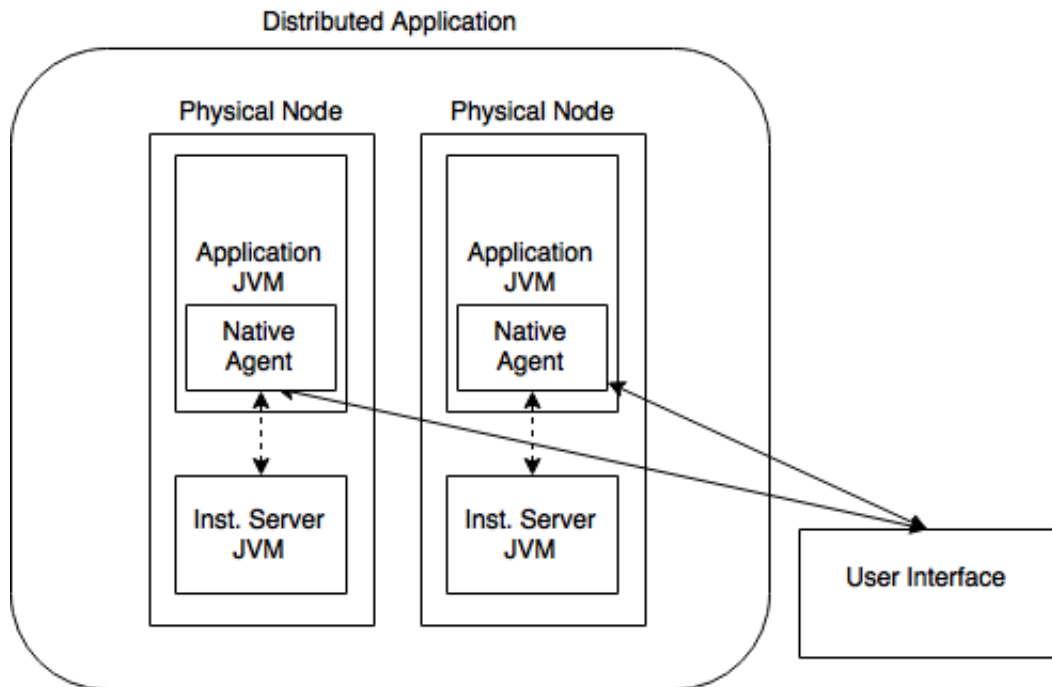 Distributed Application
Physical Node
Physical Node
Application
JVM
Native
Agent
Inst. Server
JVM
Application
JVM
Native
Agent
Inst. Server
JVM
User Interface